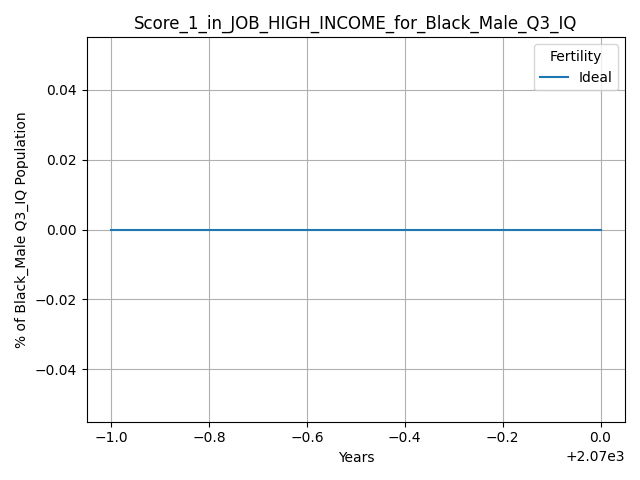 Score_1_in_JOB_HIGH_INCOME_for_Black_Male_Q3_IQ
Fertility
Ideal
% of Black_Male Q3_IQ Population
0.04
0.02
0.00
−0.02
−0.04
−1.0 −0.8 −0.6 −0.4 −0.2 0.0
+2.07e3
Years